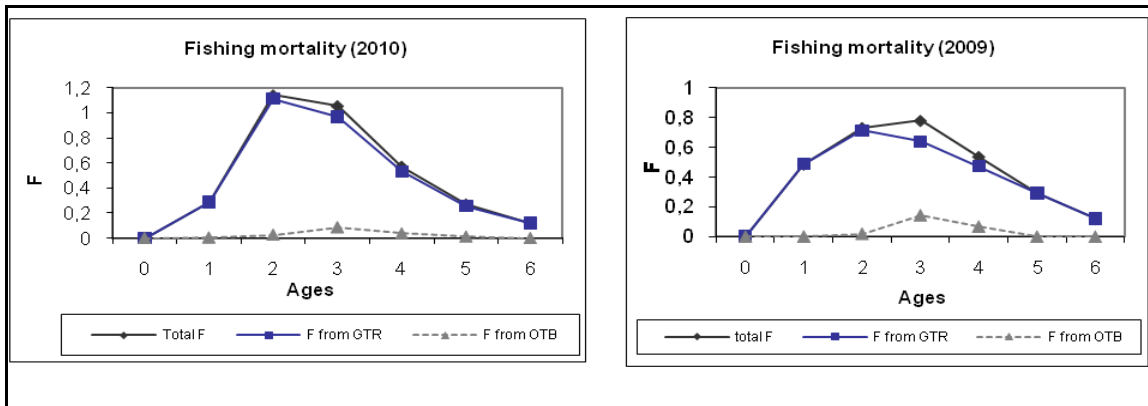 Fishing mortality (2010)
1,2
1
0,8
0,6
0,4
0,2
0
F
0 1 2 3 4 5 6
Ages
Total F F from GTR F from OTB
Fishing mortality (2009)
1
0,8
0,6
0,4
0,2
0
F
0 1 2 3 4 5 6
Ages
total F F from GTR F from OTB